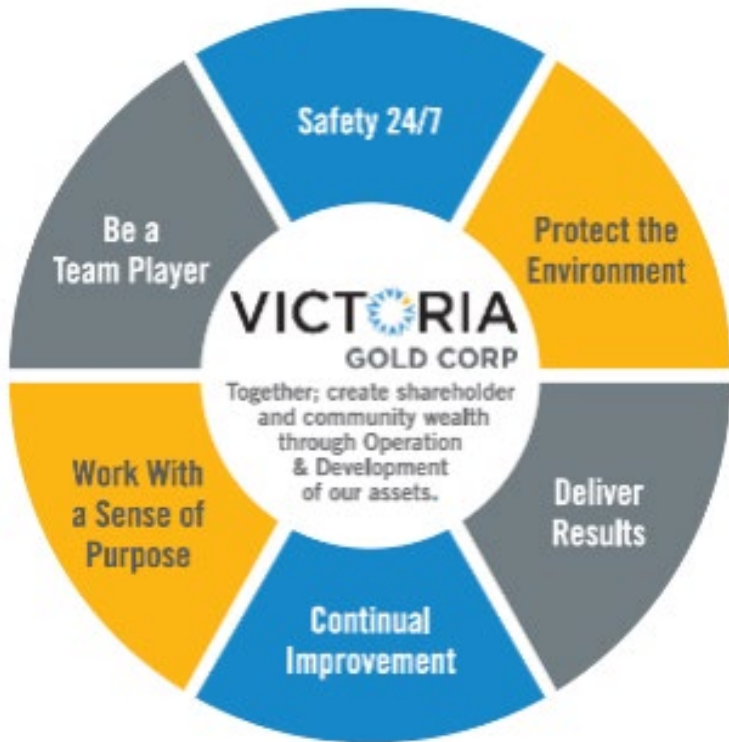 Safety 24/7
Protect the
Environment
Deliver
Results
Continual
Improvement
Work With
a Sense of
Purpose
Be a
Team Player
VICTORIA
GOLD CORP
Together; create shareholder
and community wealth
through Operation
& Development
of our assets.